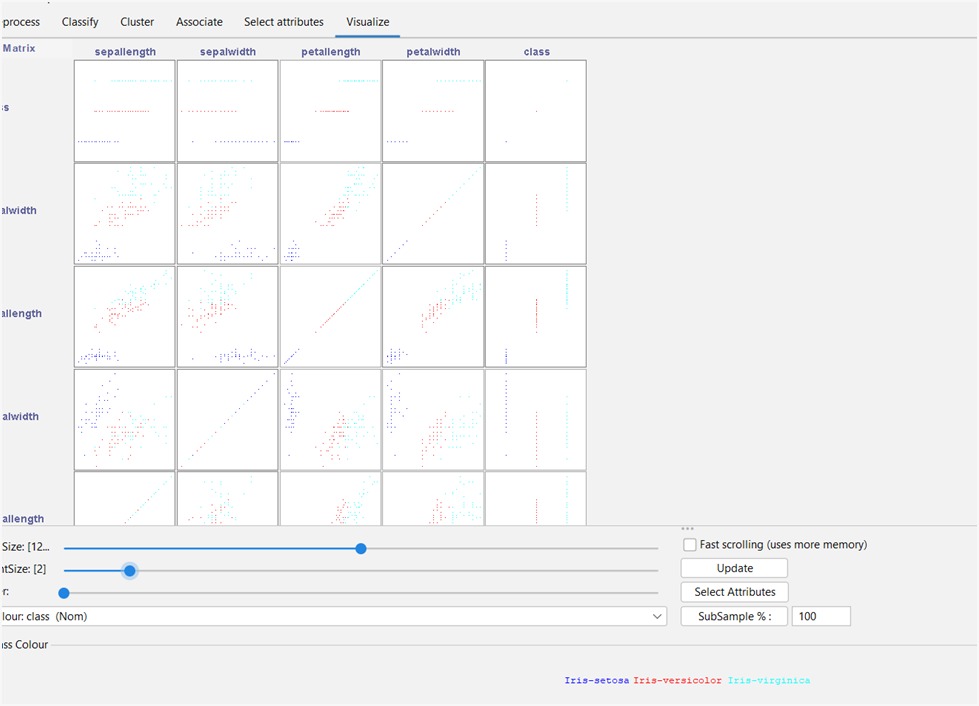 process Classify Cluster Associate Select attributes Visualize
Matrix
sepallength sepalwidth petallength petalwidth class
ss
alwidth
allength
alwidth
allength
Size: [12...
ntSize: [2]
r:
lour: class (Nom)
Fast scrolling (uses more memory)
Update
Select Attributes
SubSample % : 100
ass Colour
Iris-setosa Iris-versicolor Iris-virginica